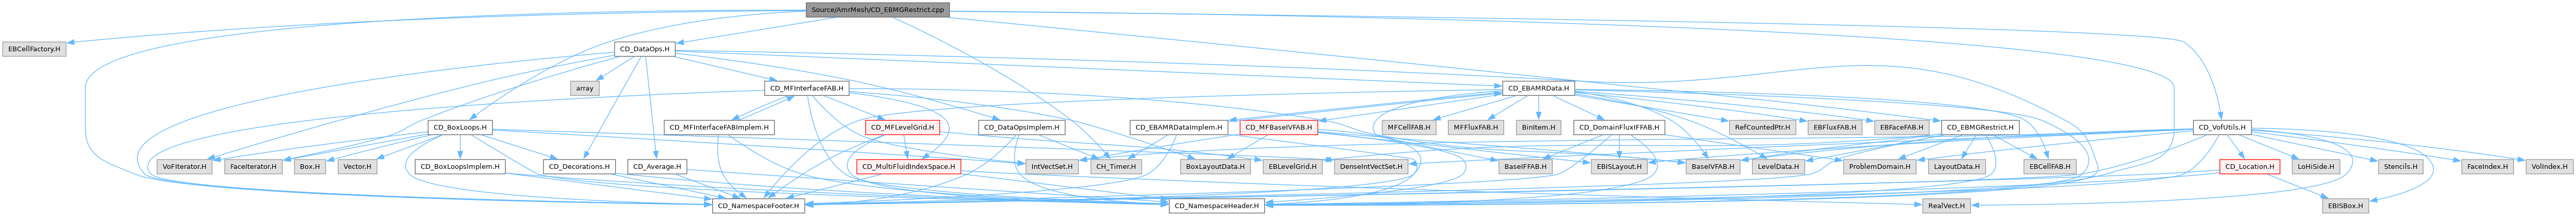 Source/AmrMesh/CD_EBMGRestrict.cpp
EBCellFactory.H
CD_DataOps.H
array
CD_MFInterfaceFAB.H
CD_EBAMRData.H
CD_BoxLoops.H
CD_MFInterfaceFABImplem.H
CD_MFLevelGrid.H
CD_DataOpsImplem.H
CD_EBAMRDataImplem.H
CD_MFBaseIVFAB.H
MFCellFAB.H
MFFluxFAB.H
BinItem.H
CD_DomainFluxIFFAB.H
RefCountedPtr.H
EBFluxFAB.H
EBFaceFAB.H
CD_EBMGRestrict.H
CD_VofUtils.H
VoFIterator.H
FaceIterator.H
Box.H
Vector.H
CD_BoxLoopsImplem.H
CD_Decorations.H
CD_Average.H
CD_MultiFluidIndexSpace.H
IntVectSet.H
CH_Timer.H
BoxLayoutData.H
EBLevelGrid.H
DenseIntVectSet.H
BaseIFFAB.H
EBISLayout.H
BaseIVFAB.H
LevelData.H
ProblemDomain.H
LayoutData.H
EBCellFAB.H
CD_Location.H
LoHiSide.H
Stencils.H
FaceIndex.H
VolIndex.H
CD_NamespaceFooter.H
CD_NamespaceHeader.H
RealVect.H
EBISBox.H